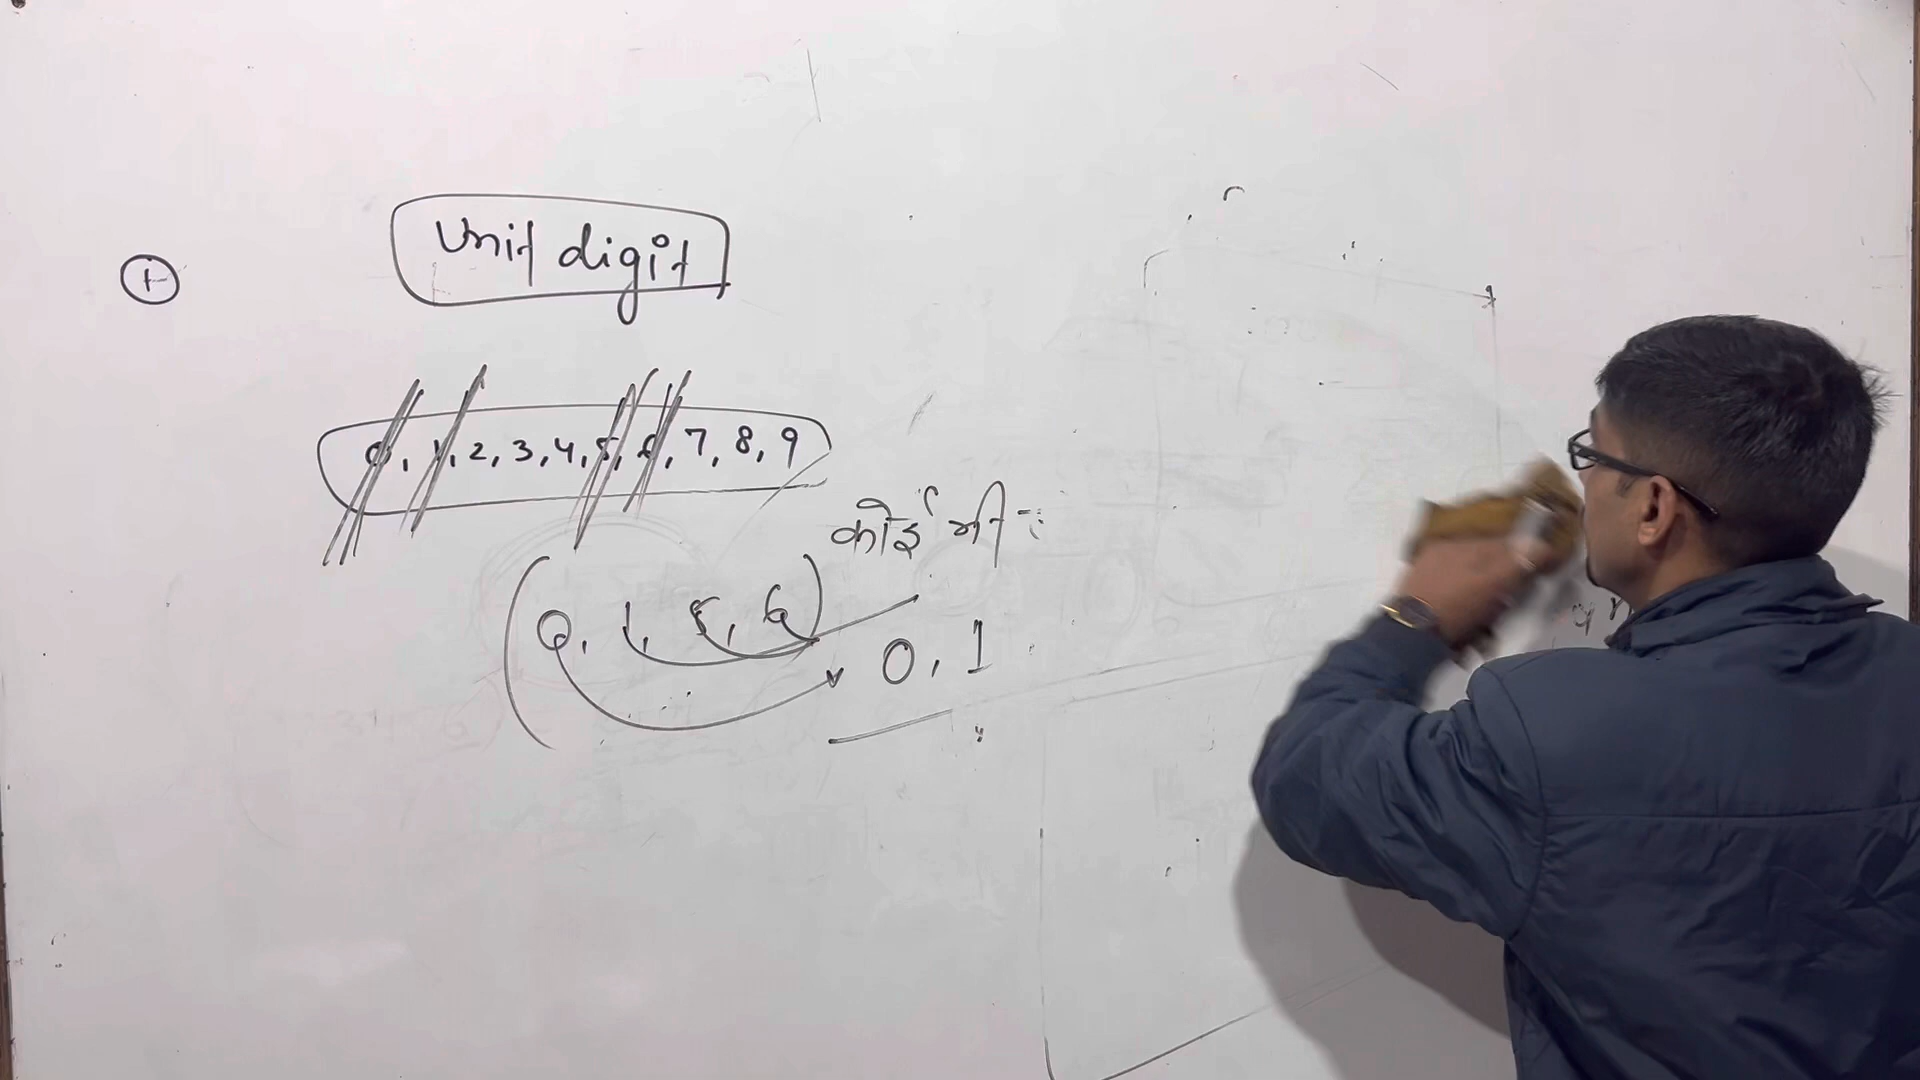 1
Unit digit
0, 1, 2, 3, 4, 5, 6, 7, 8, 9
कोई भी
0, 1, 5, 6
0, 1